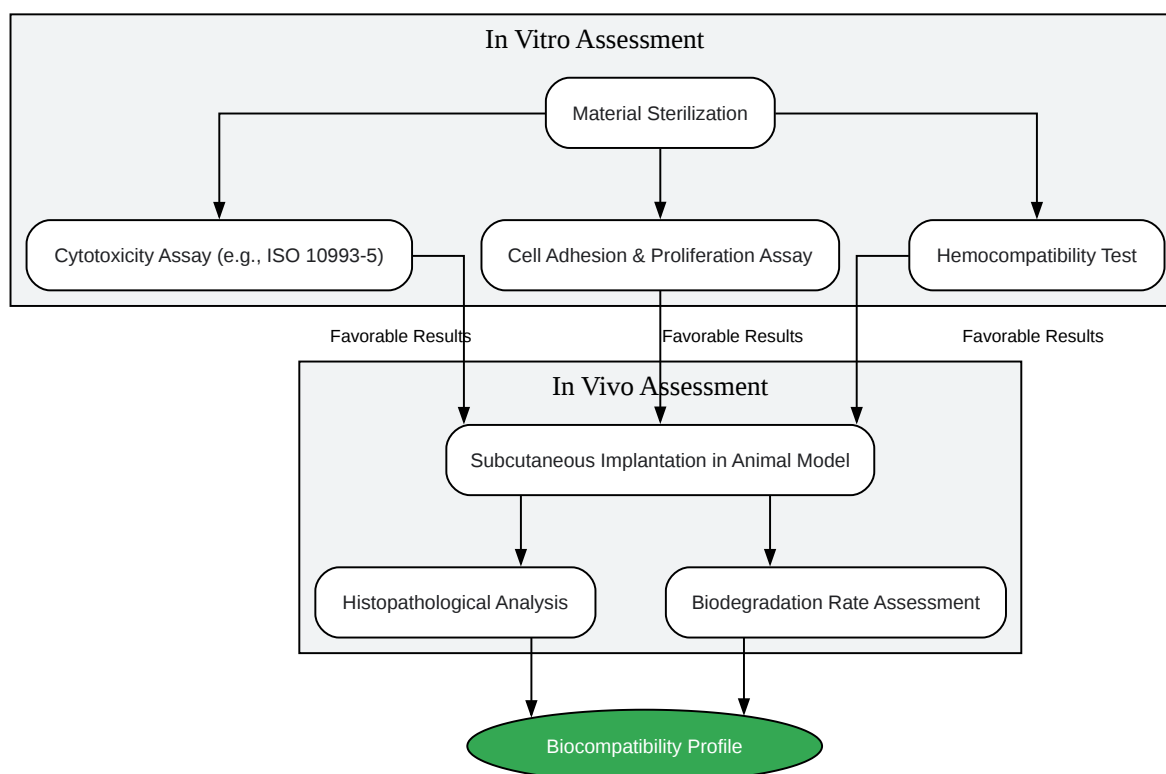 In Vitro Assessment
Material Sterilization
Cytotoxicity Assay (e.g., ISO 10993-5)
Cell Adhesion & Proliferation Assay
Hemocompatibility Test
Favorable Results
Favorable Results
Favorable Results
In Vivo Assessment
Subcutaneous Implantation in Animal Model
Histopathological Analysis
Biodegradation Rate Assessment
Biocompatibility Profile